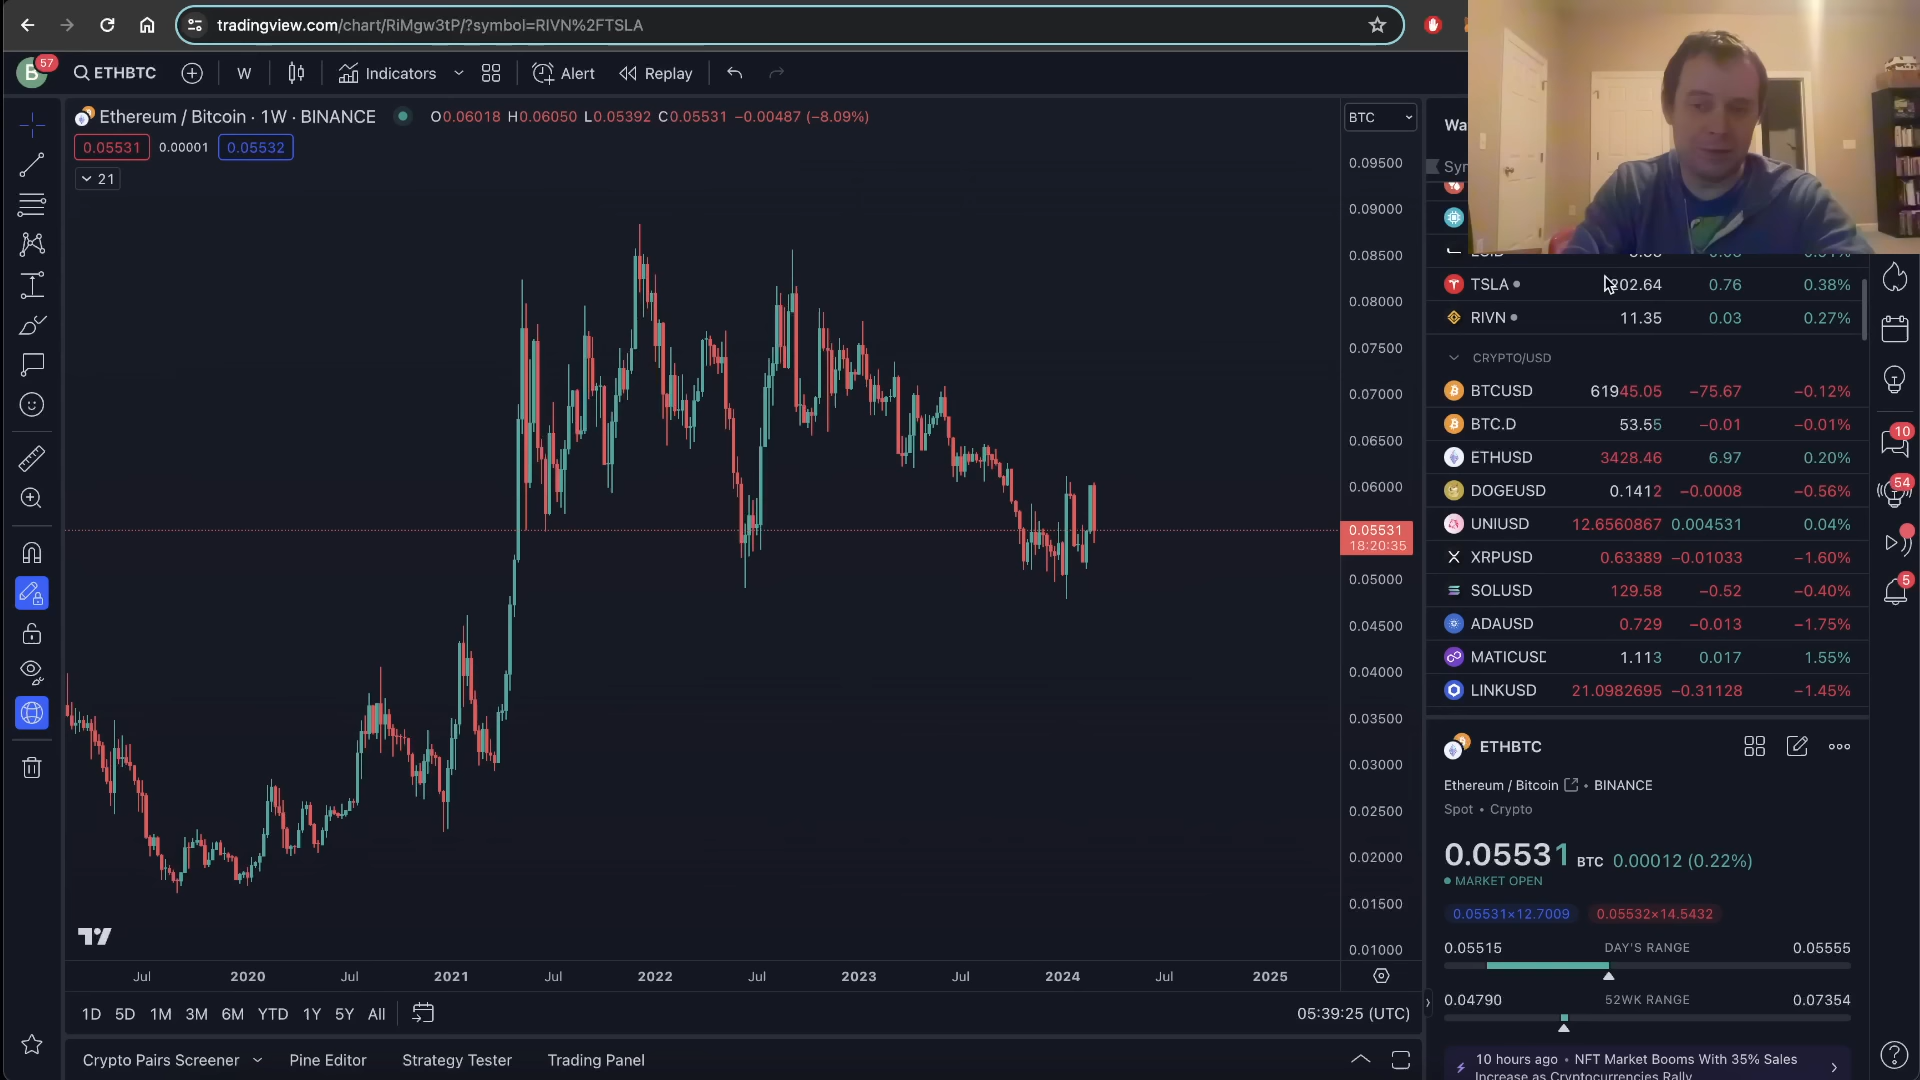 tradingview.com/chart/RiMgw3tP/?symbol=RIVN%2FTSLA
B 57 ETHBTC W Indicators Alert Replay
Ethereum / Bitcoin · 1W · BINANCE O0.06018 H0.06050 L0.05392 C0.05531 −0.00487 (−8.09%)
0.05531 0.00001 0.05532
21
BTC
0.09500
0.09000
0.08500
0.08000
0.07500
0.07000
0.06500
0.06000
0.05531
18:20:35
0.05000
0.04500
0.04000
0.03500
0.03000
0.02500
0.02000
0.01500
0.01000
Jul 2020 Jul 2021 Jul 2022 Jul 2023 Jul 2024 Jul 2025
1D 5D 1M 3M 6M YTD 1Y 5Y All 05:39:25 (UTC)
Crypto Pairs Screener Pine Editor Strategy Tester Trading Panel
TSLA 202.64 0.76 0.38%
RIVN 11.35 0.03 0.27%
CRYPTO/USD
BTCUSD 61945.05 −75.67 −0.12%
BTC.D 53.55 −0.01 −0.01%
ETHUSD 3428.46 6.97 0.20%
DOGEUSD 0.1412 −0.0008 −0.56%
UNIUSD 12.6560867 0.004531 0.04%
XRPUSD 0.63389 −0.01033 −1.60%
SOLUSD 129.58 −0.52 −0.40%
ADAUSD 0.729 −0.013 −1.75%
MATICUSD 1.113 0.017 1.55%
LINKUSD 21.0982695 −0.31128 −1.45%
ETHBTC
Ethereum / Bitcoin • BINANCE
Spot • Crypto
0.05531 BTC 0.00012 (0.22%)
MARKET OPEN
0.05531×12.7009 0.05532×14.5432
0.05515 DAY'S RANGE 0.05555
0.04790 52WK RANGE 0.07354
10 hours ago • NFT Market Booms With 35% Sales
Increase as Cryptocurrencies Rally
10
54
5